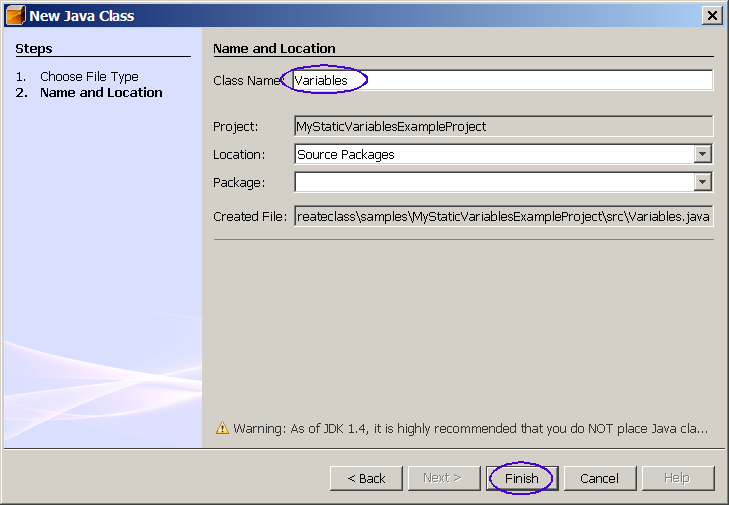 New Java Class
Steps
1. Choose File Type
2. Name and Location
Name and Location
Class Name: Variables
Project: MyStaticVariablesExampleProject
Location: Source Packages
Package:
Created File: reateclass\samples\MyStaticVariablesExampleProject\src\Variables.java
Warning: As of JDK 1.4, it is highly recommended that you do NOT place Java cla...
< Back Next > Finish Cancel Help